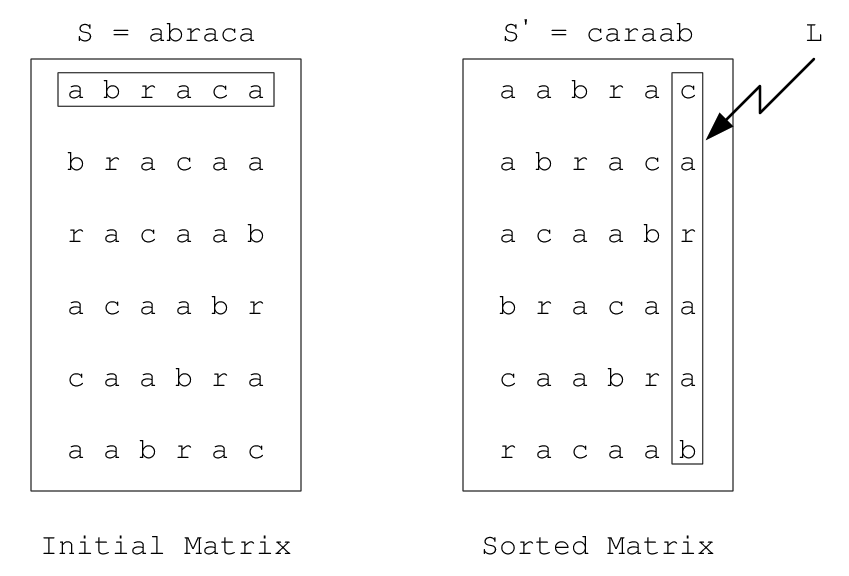 S = abraca
a b r a c a
b r a c a a
r a c a a b
a c a a b r
c a a b r a
a a b r a c
Initial Matrix
S' = caraab
L
a a b r a c
a b r a c a
a c a a b r
b r a c a a
c a a b r a
r a c a a b
Sorted Matrix